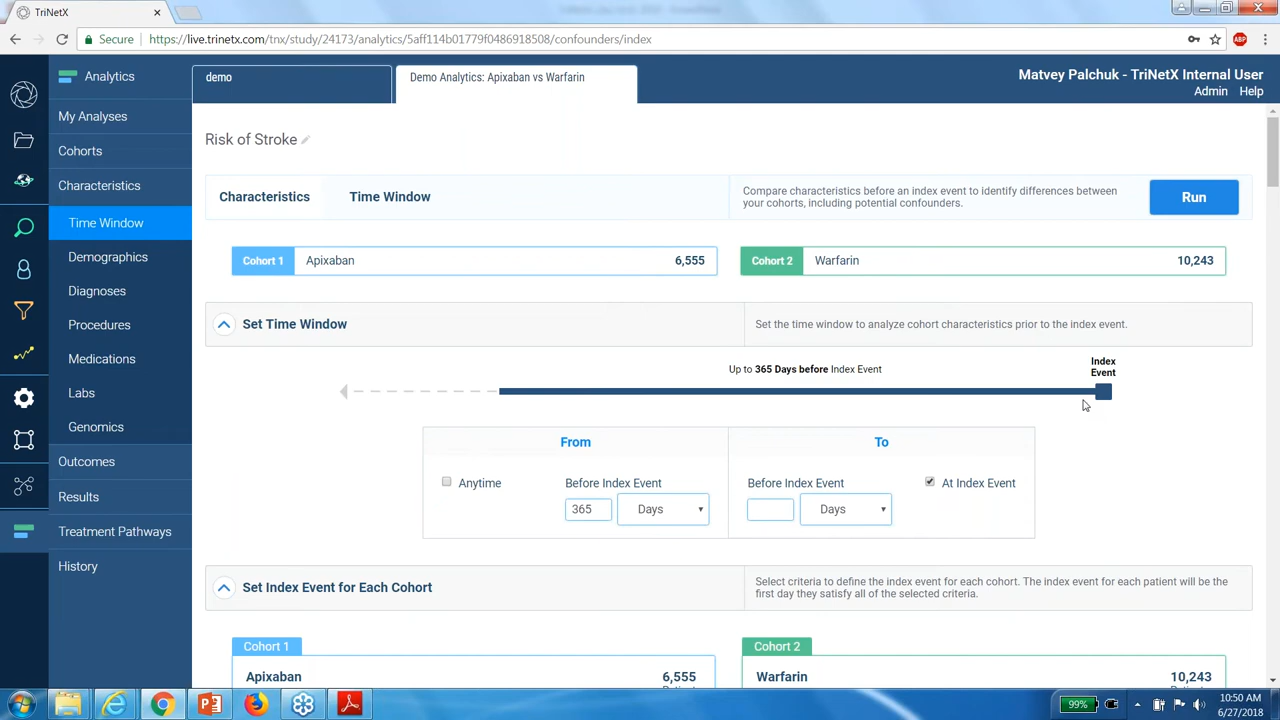 TriNetX
Secure
https://live.trinetx.com/tnx/study/24173/analytics/5aff114b01779f0486918508/confounders/index
ABP
Analytics
demo
Demo Analytics: Apixaban vs Warfarin
Matvey Palchuk - TriNetX Internal User
Admin Help
My Analyses
Cohorts
Characteristics
Time Window
Demographics
Diagnoses
Procedures
Medications
Labs
Genomics
Outcomes
Results
Treatment Pathways
History
Risk of Stroke
Characteristics
Time Window
Compare characteristics before an index event to identify differences between
your cohorts, including potential confounders.
Run
Cohort 1 Apixaban 6,555
Cohort 2 Warfarin 10,243
Set Time Window
Set the time window to analyze cohort characteristics prior to the index event.
Up to 365 Days before Index Event
Index
Event
From
To
Anytime
Before Index Event
365 Days
Before Index Event
Days
At Index Event
Set Index Event for Each Cohort
Select criteria to define the index event for each cohort. The index event for each patient will be the
first day they satisfy all of the selected criteria.
Cohort 1
Apixaban 6,555
Cohort 2
Warfarin 10,243
99%
10:50 AM
6/27/2018